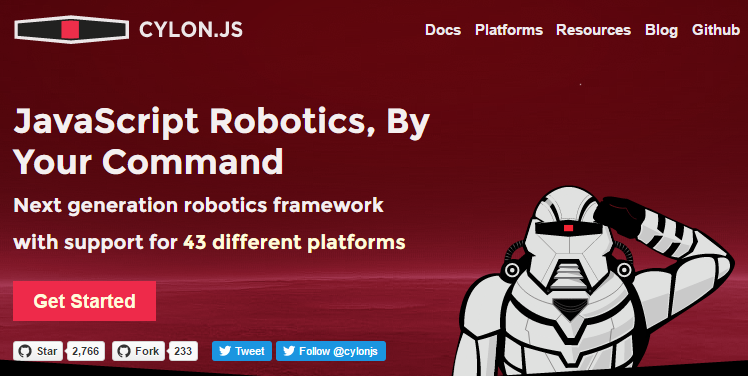 CYLON.JS
Docs Platforms Resources Blog Github
JavaScript Robotics, By
Your Command
Next generation robotics framework
with support for 43 different platforms
Get Started
Star 2,766 Fork 233 Tweet Follow @cylonjs